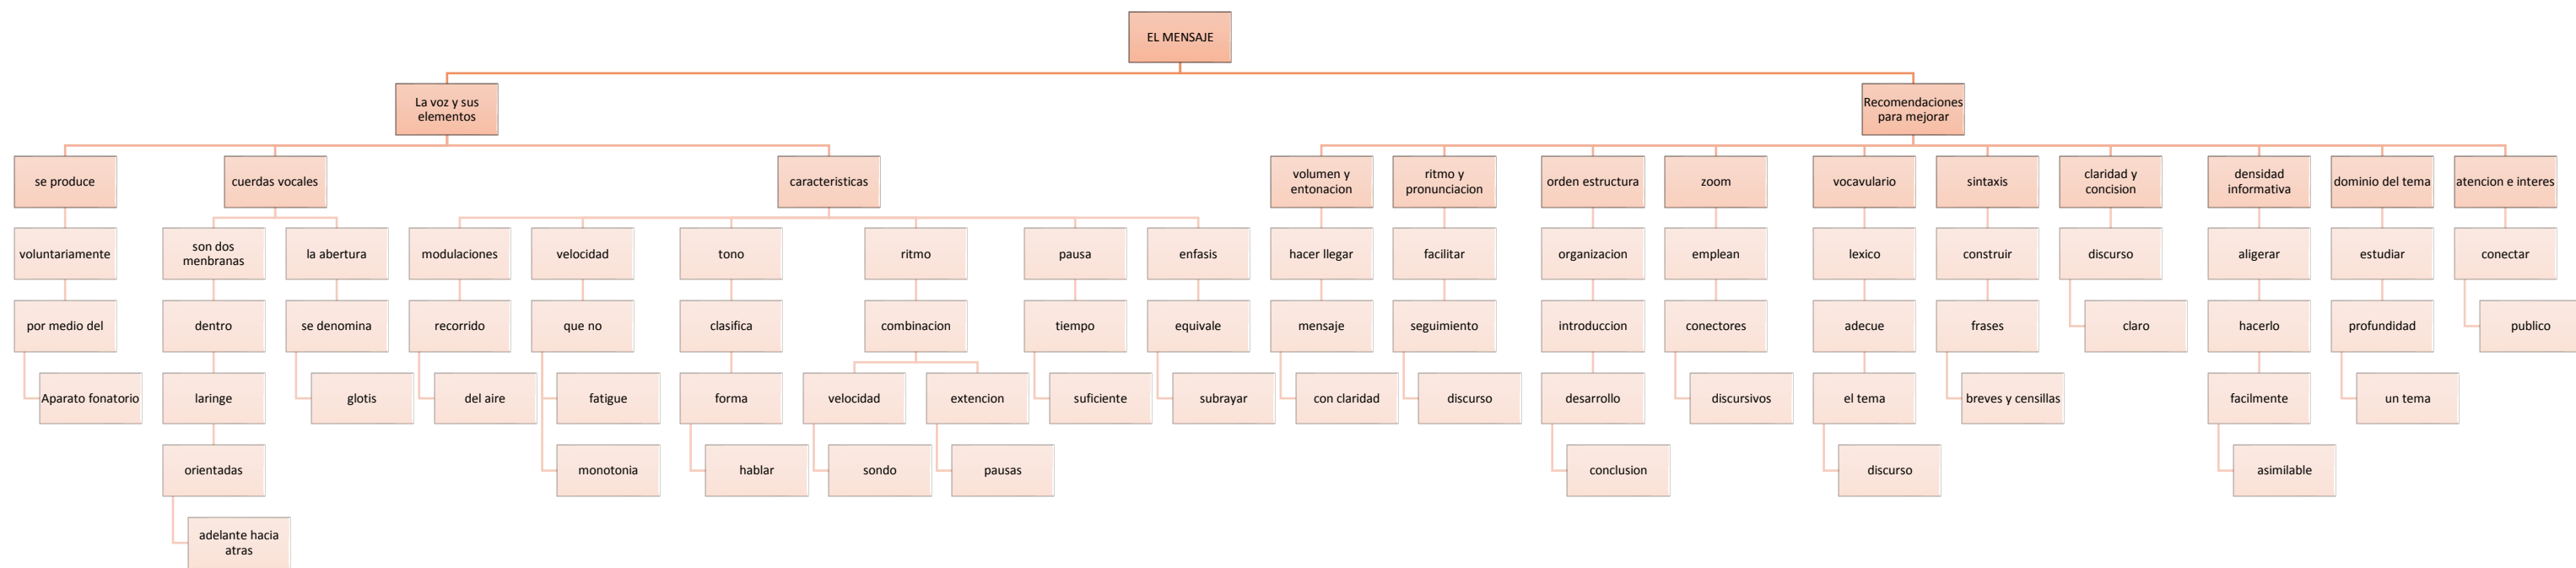 EL MENSAJE
La voz y sus
elementos
Recomendaciones
para mejorar
se produce
cuerdas vocales
caracteristicas
volumen y
entonacion
ritmo y
pronunciacion
orden estructura
zoom
vocavulario
sintaxis
claridad y
concision
densidad
informativa
dominio del tema
atencion e interes
voluntariamente
son dos
menbranas
la abertura
modulaciones
velocidad
tono
ritmo
pausa
enfasis
hacer llegar
facilitar
organizacion
emplean
lexico
construir
discurso
aligerar
estudiar
conectar
por medio del
dentro
se denomina
recorrido
que no
clasifica
combinacion
tiempo
equivale
mensaje
seguimiento
introduccion
conectores
adecue
frases
claro
hacerlo
profundidad
publico
Aparato fonatorio
laringe
glotis
del aire
fatigue
forma
velocidad
extencion
suficiente
subrayar
con claridad
discurso
desarrollo
discursivos
el tema
breves y censillas
facilmente
un tema
orientadas
monotonia
hablar
sondo
pausas
conclusion
discurso
asimilable
adelante hacia
atras